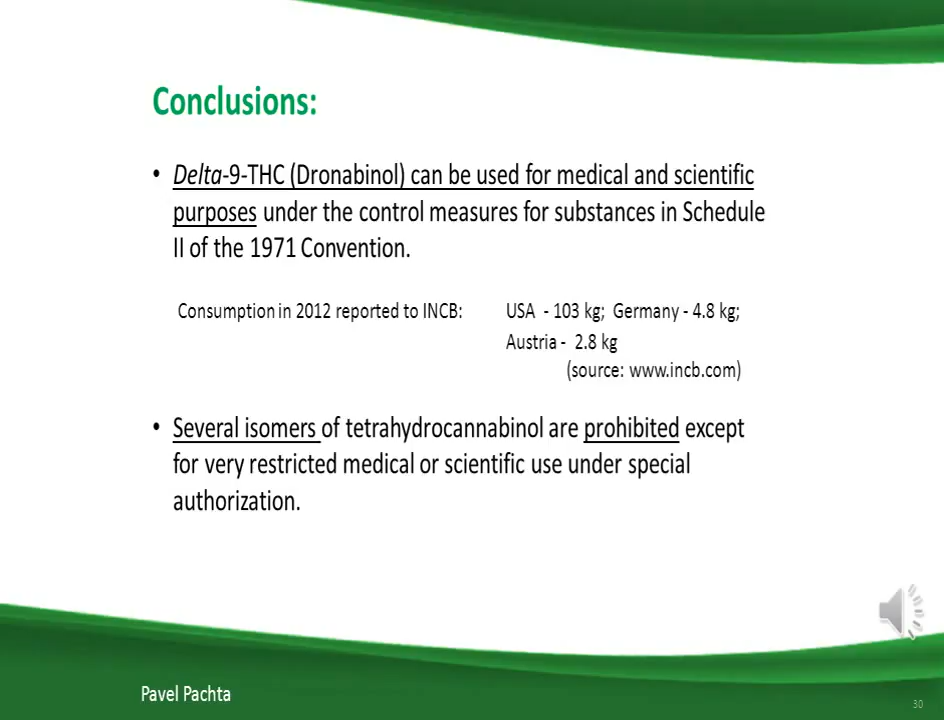 Conclusions:
• Delta-9-THC (Dronabinol) can be used for medical and scientific
purposes under the control measures for substances in Schedule
II of the 1971 Convention.
Consumption in 2012 reported to INCB: USA - 103 kg; Germany - 4.8 kg;
Austria - 2.8 kg
(source: www.incb.com)
• Several isomers of tetrahydrocannabinol are prohibited except
for very restricted medical or scientific use under special
authorization.
Pavel Pachta
30